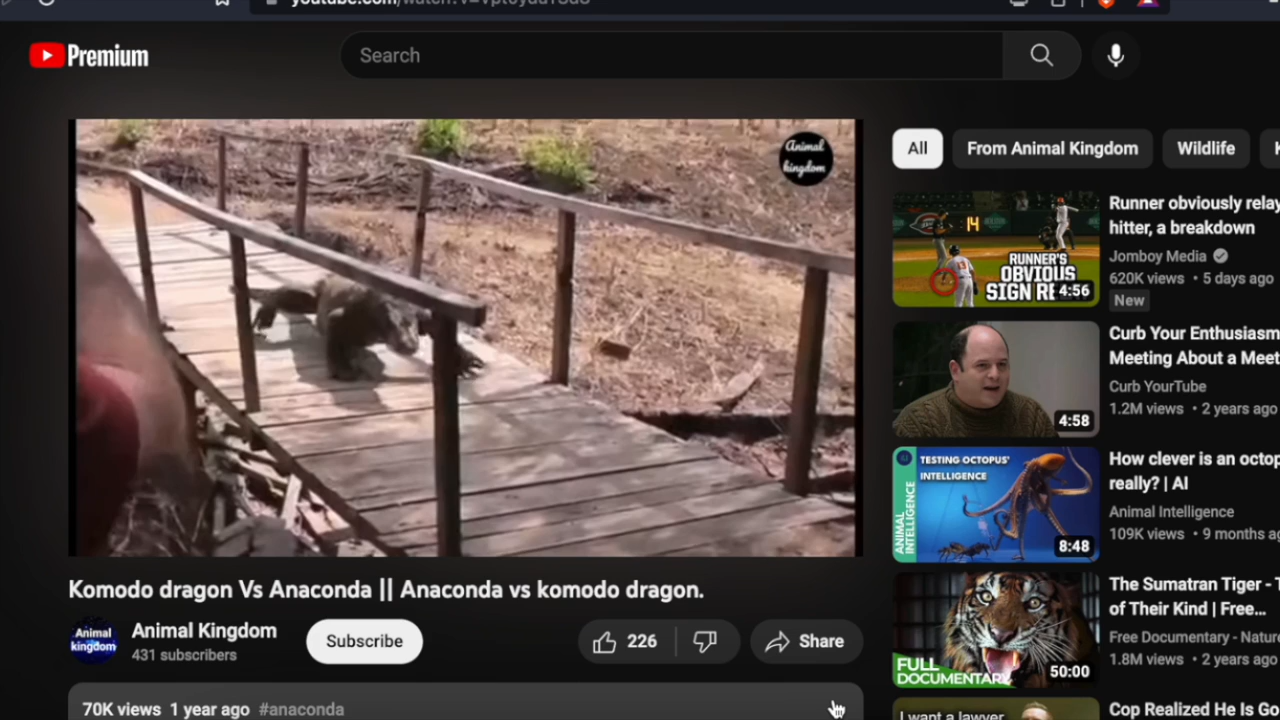 Premium
Search
Animal
kingdom
Komodo dragon Vs Anaconda || Anaconda vs komodo dragon.
Animal
kingdom
Animal Kingdom
431 subscribers
Subscribe
226
Share
70K views 1 year ago #anaconda
All
From Animal Kingdom
Wildlife
14
RUNNER'S
OBVIOUS
SIGN RE
4:56
Runner obviously relay
hitter, a breakdown
Jomboy Media
620K views • 5 days ago
New
4:58
Curb Your Enthusiasm
Meeting About a Meet
Curb YouTube
1.2M views • 2 years ago
TESTING OCTOPUS'
INTELLIGENCE
ANIMAL
INTELLIGENCE
8:48
How clever is an octop
really? | AI
Animal Intelligence
109K views • 9 months ag
FULL
DOCUMENTARY
50:00
The Sumatran Tiger - T
of Their Kind | Free...
Free Documentary - Nature
1.8M views • 2 years ago
I want a lawyer
Cop Realized He Is Go